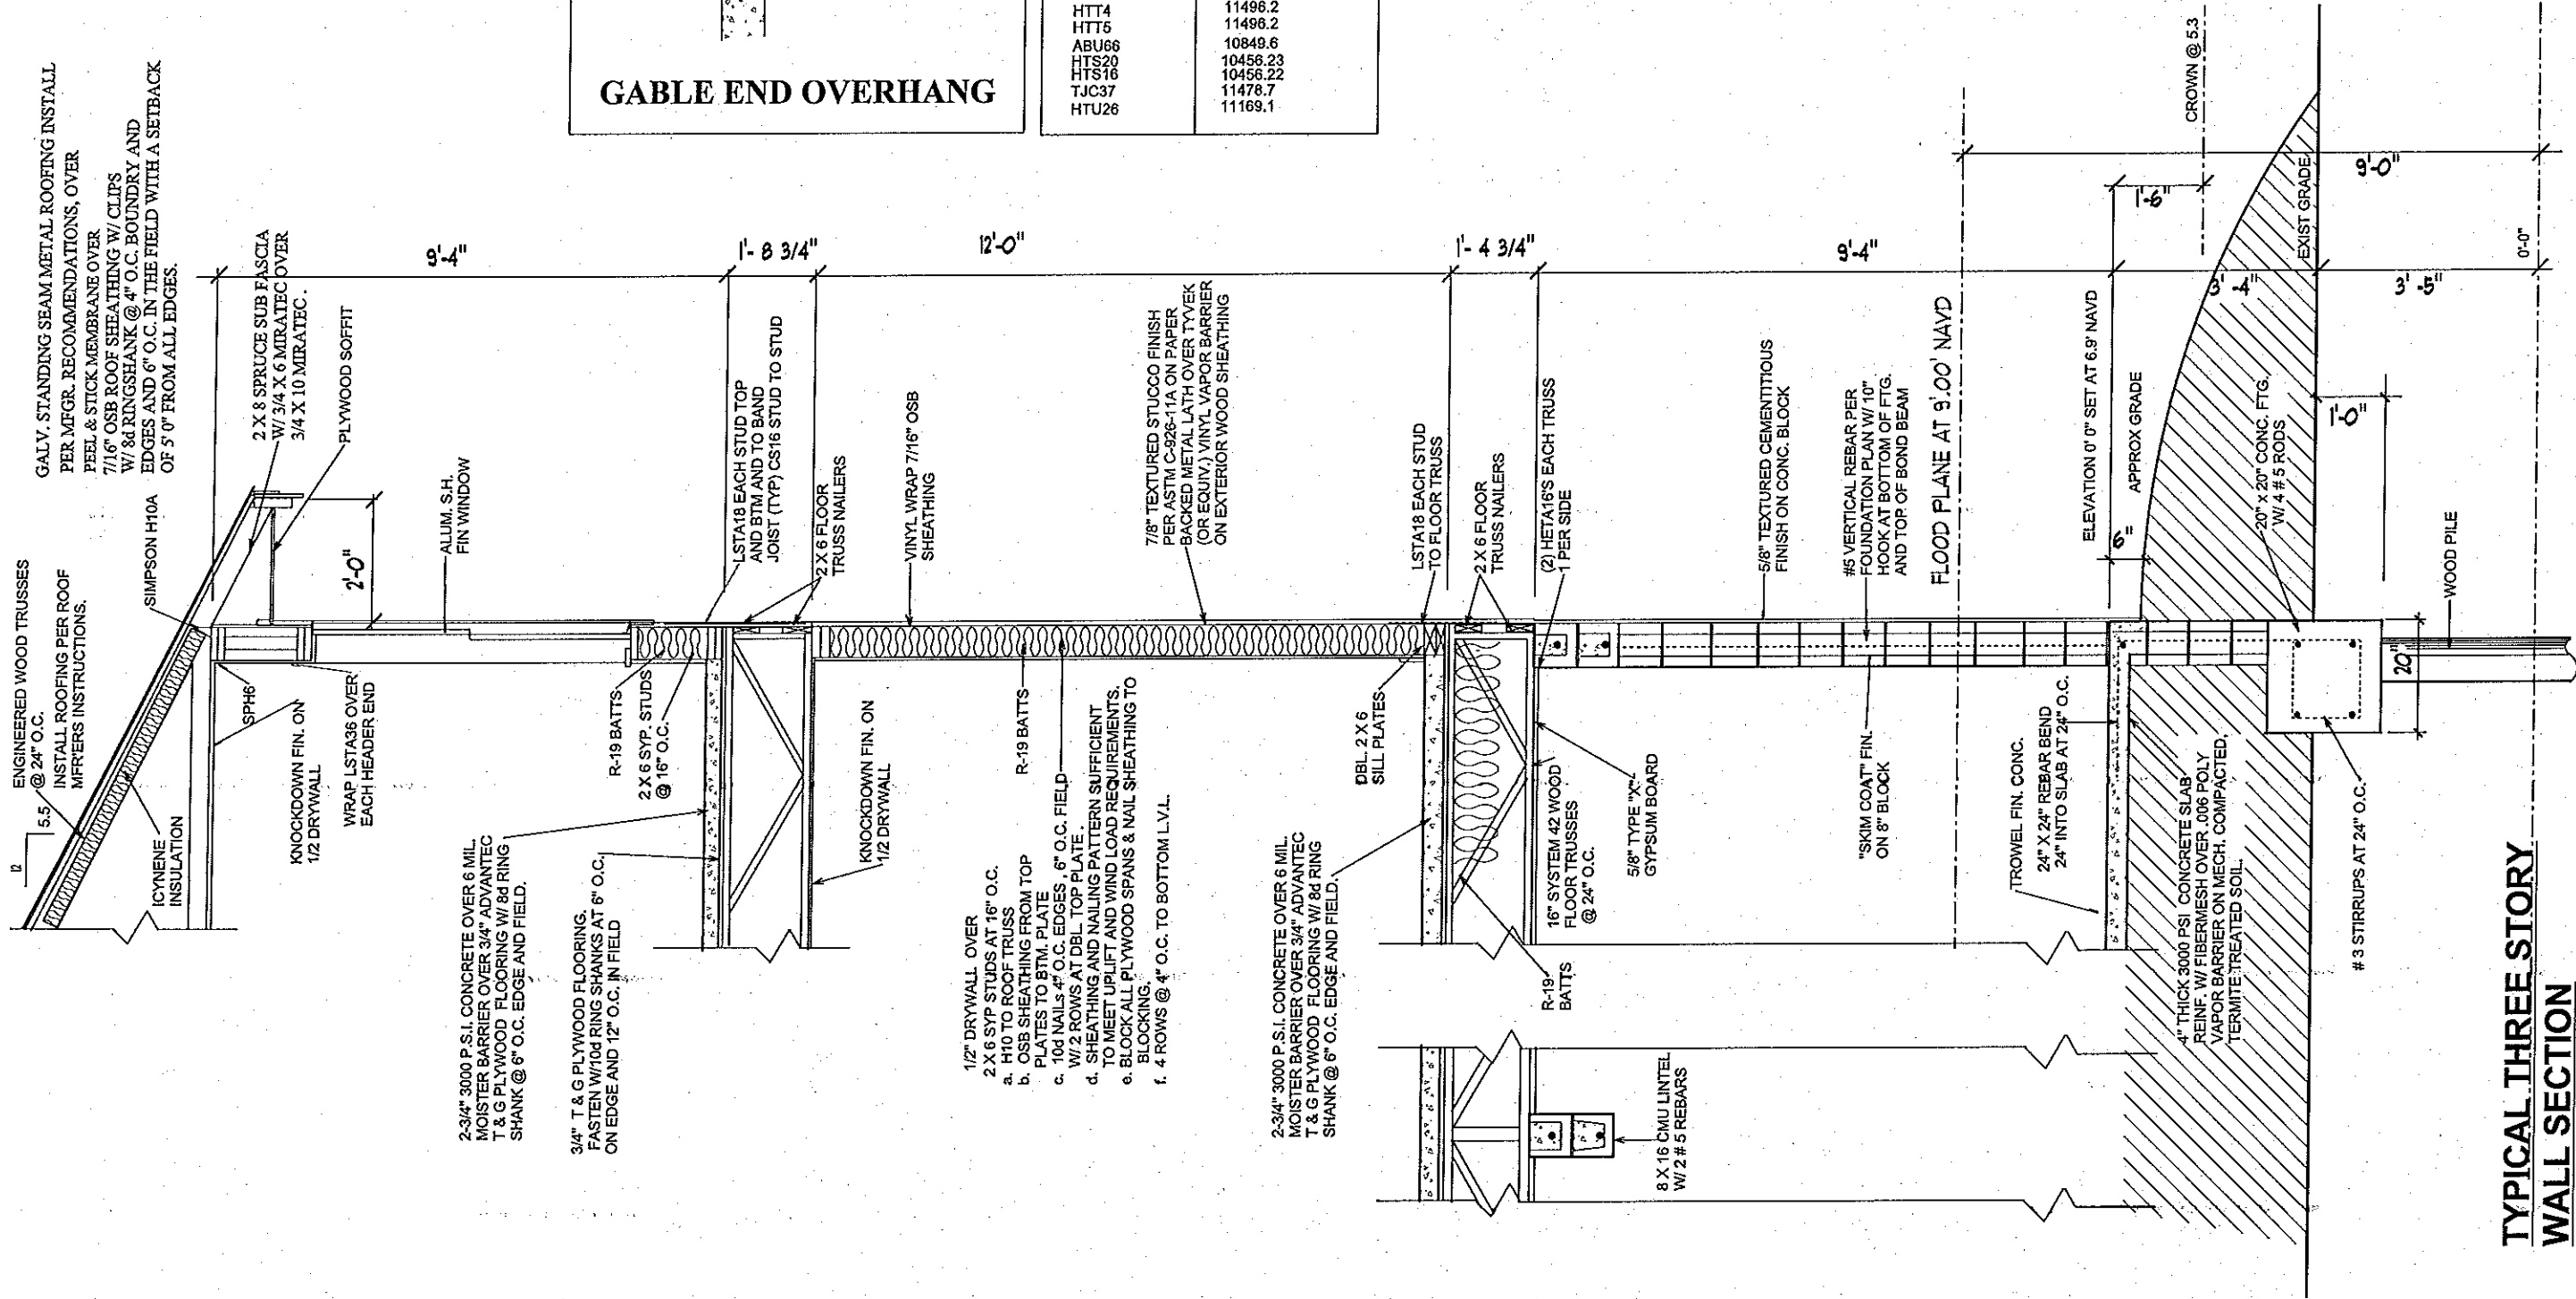 HTT4 11496.2
HTT5 11496.2
ABU66 10849.6
HTS20 10456.23
HTS16 10456.22
TJC37 11478.7
HTU26 11169.1
GABLE END OVERHANG
GALV. STANDING SEAM METAL ROOFING INSTALL
PER MFGR. RECOMMENDATIONS, OVER
PEEL & STICK MEMBRANE OVER
7/16" OSB ROOF SHEATHING W/ CLIPS
W/ 8d RINGSHANK @ 4" O.C. BOUNDRY AND
EDGES AND 6" O.C. IN THE FIELD WITH A SETBACK
OF 5' 0" FROM ALL EDGES.
2 X 8 SPRUCE SUB FASCIA
W/ 3/4 X 6 MIRATEC OVER
3/4 X 10 MIRATEC .
PLYWOOD SOFFIT
ENGINEERED WOOD TRUSSES
@ 24" O.C.
INSTALL ROOFING PER ROOF
MFR'ERS INSTRUCTIONS.
12
5.5
SIMPSON H10A
2'-0"
ALUM. S.H.
FIN WINDOW
ICYNENE
INSULATION
SPH6
KNOCKDOWN FIN. ON
1/2 DRYWALL
WRAP LSTA36 OVER
EACH HEADER END
9'-4"
1'- 8 3/4"
12'-0"
1'- 4 3/4"
9'-4"
LSTA18 EACH STUD TOP
AND BTM AND TO BAND
JOIST (TYP) CS16 STUD TO STUD
2 X 6 FLOOR
TRUSS NAILERS
R-19 BATTS
2 X 6 SYP. STUDS
@ 16" O.C.
2-3/4" 3000 P.S.I. CONCRETE OVER 6 MIL.
MOISTER BARRIER OVER 3/4" ADVANTEC
T & G PLYWOOD FLOORING W/ 8d RING
SHANK @ 6" O.C. EDGE AND FIELD.
3/4" T & G PLYWOOD FLOORING.
FASTEN W/10d RING SHANKS AT 6" O.C.
ON EDGE AND 12" O.C. IN FIELD
KNOCKDOWN FIN. ON
1/2 DRYWALL
VINYL WRAP 7/16" OSB
SHEATHING
R-19 BATTS
1/2" DRYWALL OVER
2 X 6 SYP STUDS AT 16" O.C.
a. H10 TO ROOF TRUSS
b. OSB SHEATHING FROM TOP
PLATES TO BTM. PLATE
c. 10d NAILs 4" O.C. EDGES , 6" O.C. FIELD
W/ 2 ROWS AT DBL TOP PLATE .
d. SHEATHING AND NAILING PATTERN SUFFICIENT
TO MEET UPLIFT AND WIND LOAD REQUIREMENTS.
e. BLOCK ALL PLYWOOD SPANS & NAIL SHEATHING TO
BLOCKING.
f. 4 ROWS @ 4" O.C. TO BOTTOM L.V.L.
7/8" TEXTURED STUCCO FINISH
PER ASTM C-926-11A ON PAPER
BACKED METAL LATH OVER TYVEK
(OR EQUIV.) VINYL VAPOR BARRIER
ON EXTERIOR WOOD SHEATHING
LSTA18 EACH STUD
TO FLOOR TRUSS
2 X 6 FLOOR
TRUSS NAILERS
(2) HETA16'S EACH TRUSS
1 PER SIDE
DBL. 2 X 6
SILL PLATES
2-3/4" 3000 P.S.I. CONCRETE OVER 6 MIL.
MOISTER BARRIER OVER 3/4" ADVANTEC
T & G PLYWOOD FLOORING W/ 8d RING
SHANK @ 6" O.C. EDGE AND FIELD.
R-19
BATTS
16" SYSTEM 42 WOOD
FLOOR TRUSSES
@ 24" O.C.
5/8" TYPE "X"
GYPSUM BOARD
8 X 16 CMU LINTEL
W/ 2 # 5 REBARS
5/8" TEXTURED CEMENTITIOUS
FINISH ON CONC. BLOCK
#5 VERTICAL REBAR PER
FOUNDATION PLAN W/ 10"
HOOK AT BOTTOM OF FTG.
AND TOP OF BOND BEAM
"SKIM COAT" FIN.
ON 8" BLOCK
FLOOD PLANE AT 9'.00' NAVD
TROWEL FIN. CONC.
24" X 24" REBAR BEND
24" INTO SLAB AT 24" O.C.
4" THICK 3000 PSI CONCRETE SLAB
REINF. W/ FIBERMESH OVER .006 POLY
VAPOR BARRIER ON MECH. COMPACTED,
TERMITE TREATED SOIL.
ELEVATION 0' 0" SET AT 6.9' NAVD
APPROX GRADE
6"
1'-6"
CROWN @ 5.3
EXIST GRADE
9'-0"
3'-4"
3'-5"
0'-0"
20" X 20" CONC. FTG.
W/ 4 # 5 RODS
1'-0"
WOOD PILE
20"
# 3 STIRRUPS AT 24" O.C.
TYPICAL THREE STORY
WALL SECTION